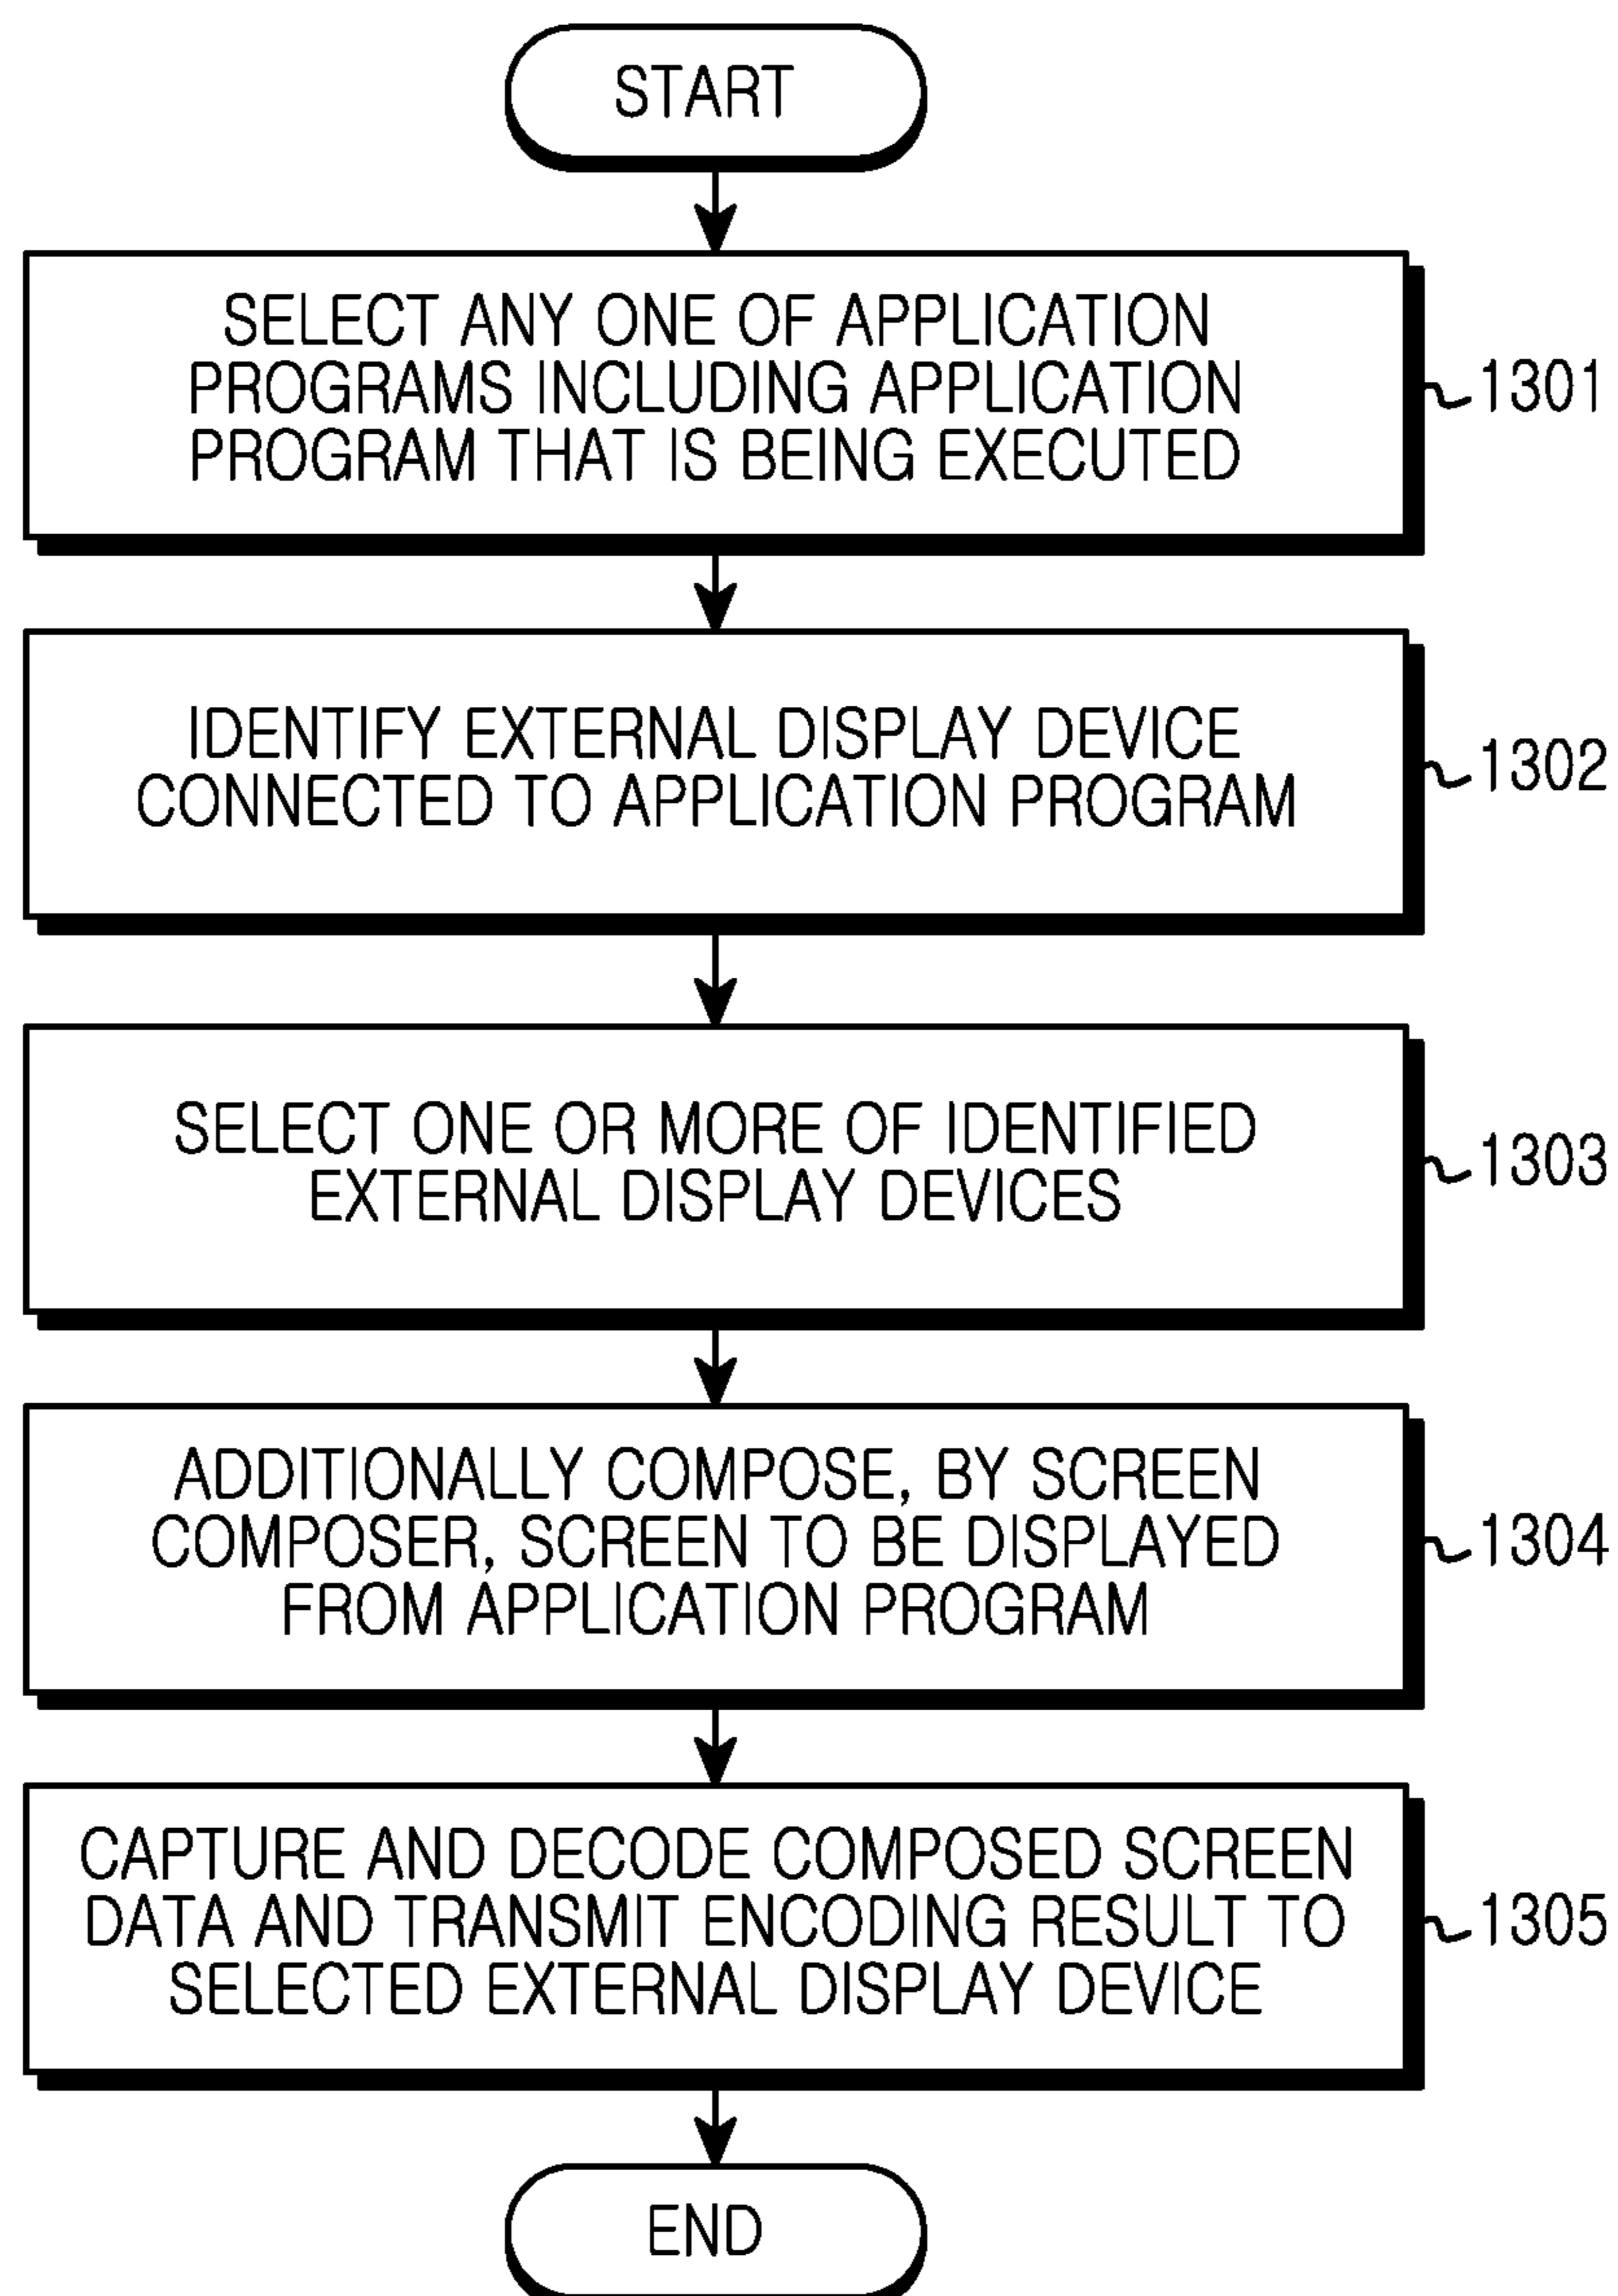 START
SELECT ANY ONE OF APPLICATION
PROGRAMS INCLUDING APPLICATION
PROGRAM THAT IS BEING EXECUTED
1301
IDENTIFY EXTERNAL DISPLAY DEVICE
CONNECTED TO APPLICATION PROGRAM
1302
SELECT ONE OR MORE OF IDENTIFIED
EXTERNAL DISPLAY DEVICES
1303
ADDITIONALLY COMPOSE, BY SCREEN
COMPOSER, SCREEN TO BE DISPLAYED
FROM APPLICATION PROGRAM
1304
CAPTURE AND DECODE COMPOSED SCREEN
DATA AND TRANSMIT ENCODING RESULT TO
SELECTED EXTERNAL DISPLAY DEVICE
1305
END